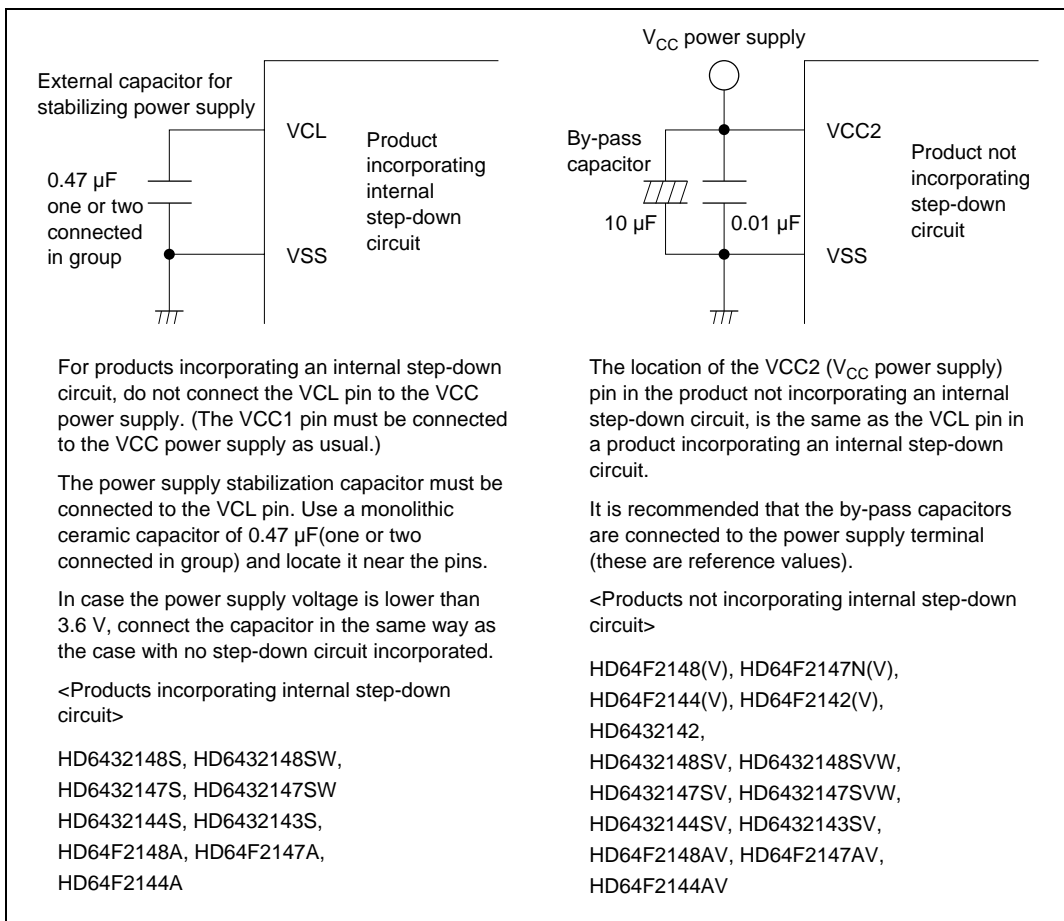 External capacitor for
stabilizing power supply
VCL
Product
incorporating
internal
step-down
circuit
0.47 µF
one or two
connected
in group
VSS
VCC power supply
By-pass
capacitor
VCC2
Product not
incorporating
step-down
circuit
10 µF
0.01 µF
VSS
For products incorporating an internal step-down
circuit, do not connect the VCL pin to the VCC
power supply. (The VCC1 pin must be connected
to the VCC power supply as usual.)
The power supply stabilization capacitor must be
connected to the VCL pin. Use a monolithic
ceramic capacitor of 0.47 µF(one or two
connected in group) and locate it near the pins.
In case the power supply voltage is lower than
3.6 V, connect the capacitor in the same way as
the case with no step-down circuit incorporated.
<Products incorporating internal step-down
circuit>
HD6432148S, HD6432148SW,
HD6432147S, HD6432147SW
HD6432144S, HD6432143S,
HD64F2148A, HD64F2147A,
HD64F2144A
The location of the VCC2 (VCC power supply)
pin in the product not incorporating an internal
step-down circuit, is the same as the VCL pin in
a product incorporating an internal step-down
circuit.
It is recommended that the by-pass capacitors
are connected to the power supply terminal
(these are reference values).
<Products not incorporating internal step-down
circuit>
HD64F2148(V), HD64F2147N(V),
HD64F2144(V), HD64F2142(V),
HD6432142,
HD6432148SV, HD6432148SVW,
HD6432147SV, HD6432147SVW,
HD6432144SV, HD6432143SV,
HD64F2148AV, HD64F2147AV,
HD64F2144AV